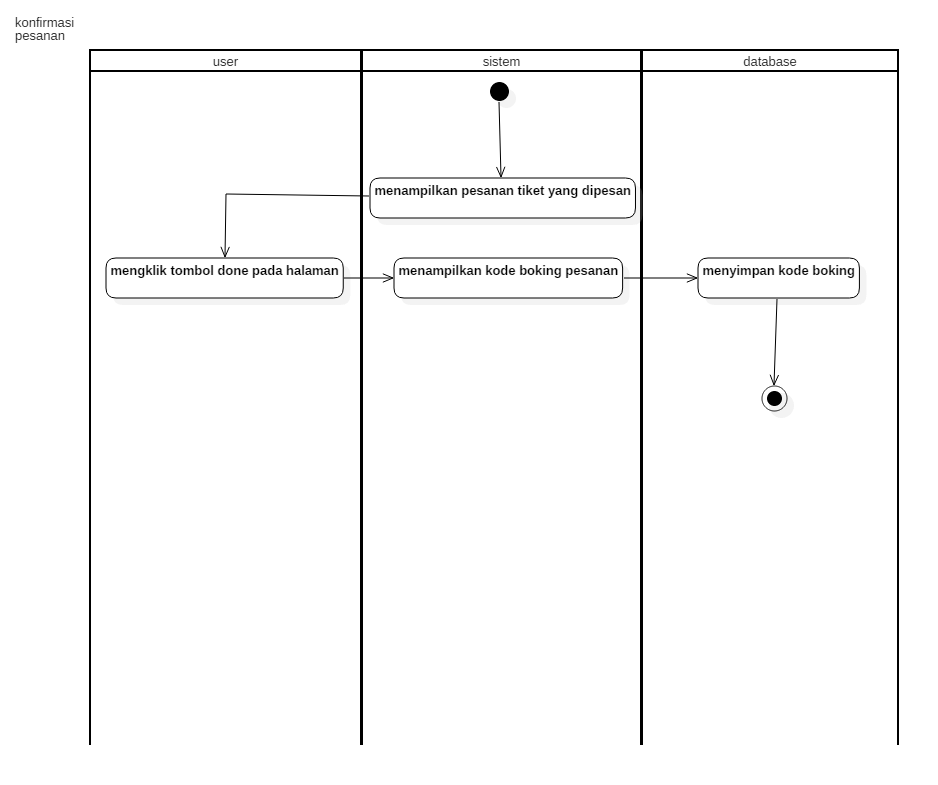 konfirmasi
pesanan
user
sistem
database
menampilkan pesanan tiket yang dipesan
mengklik tombol done pada halaman
menampilkan kode boking pesanan
menyimpan kode boking